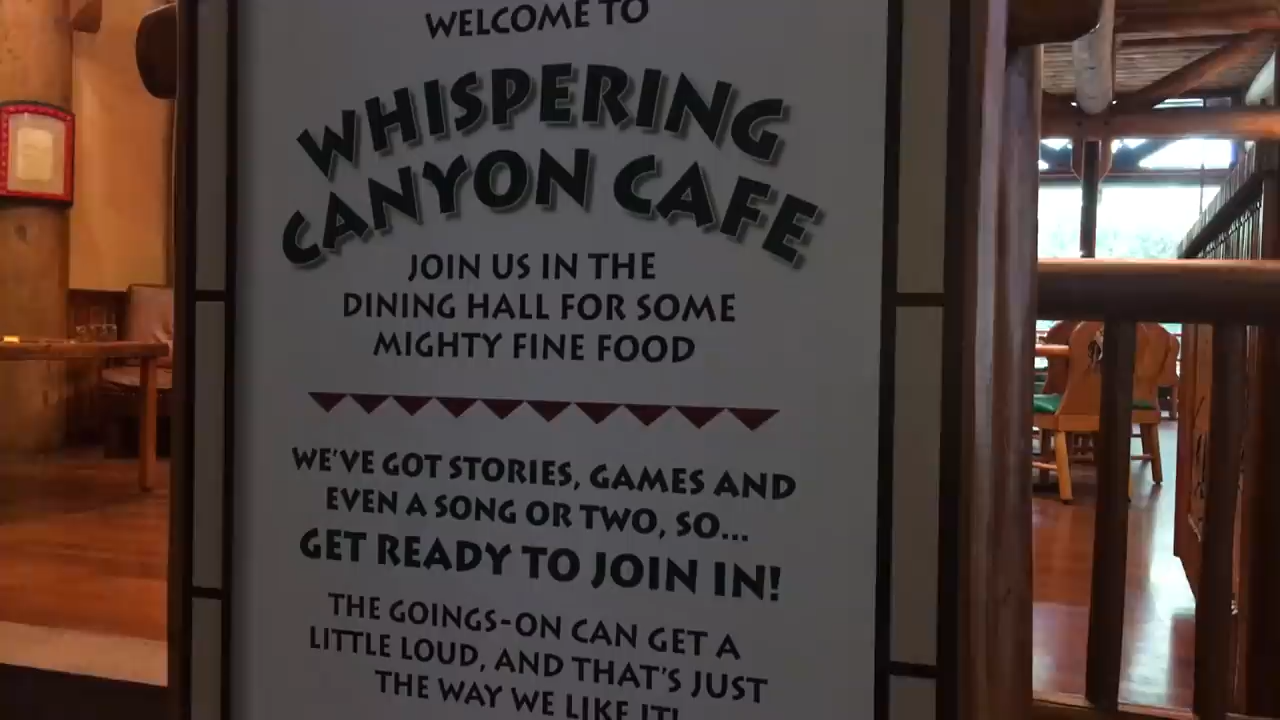 WELCOME TO
WHISPERING
CANYON CAFE
JOIN US IN THE
DINING HALL FOR SOME
MIGHTY FINE FOOD
WE'VE GOT STORIES, GAMES AND
EVEN A SONG OR TWO, SO...
GET READY TO JOIN IN!
THE GOINGS-ON CAN GET A
LITTLE LOUD, AND THAT'S JUST
THE WAY WE LIKE IT!